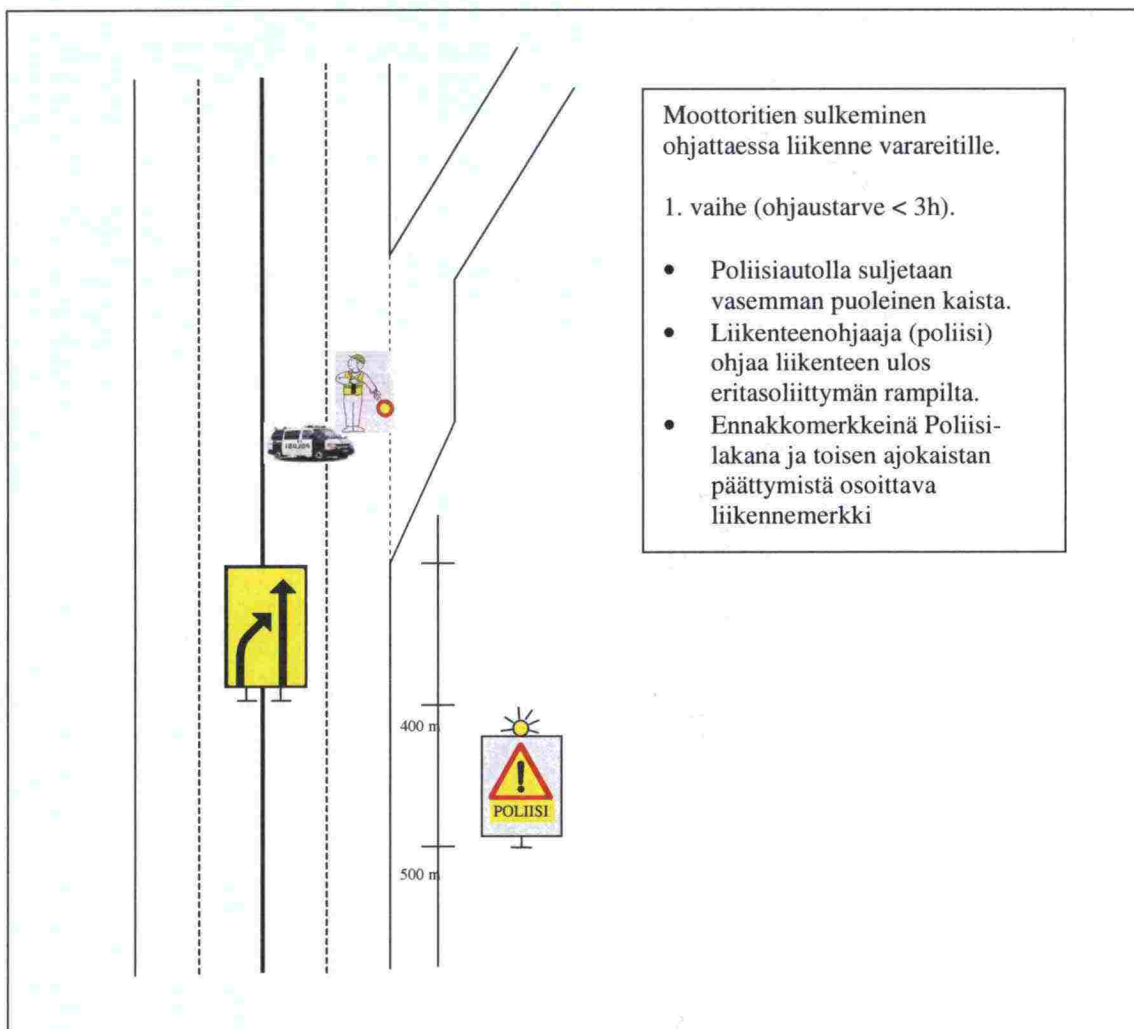 Moottoritien sulkeminen
ohjattaessa liikenne varareitille.
1. vaihe (ohjaustarve < 3h).
• Poliisiautolla suljetaan
vasemman puoleinen kaista.
• Liikenteenohjaaja (poliisi)
ohjaa liikenteen ulos
eritasoliittymän rampilta.
• Ennakkomerkkeinä Poliisi-
lakana ja toisen ajokaistan
päättymistä osoittava
liikennemerkki
400 m
POLIISI
500 m